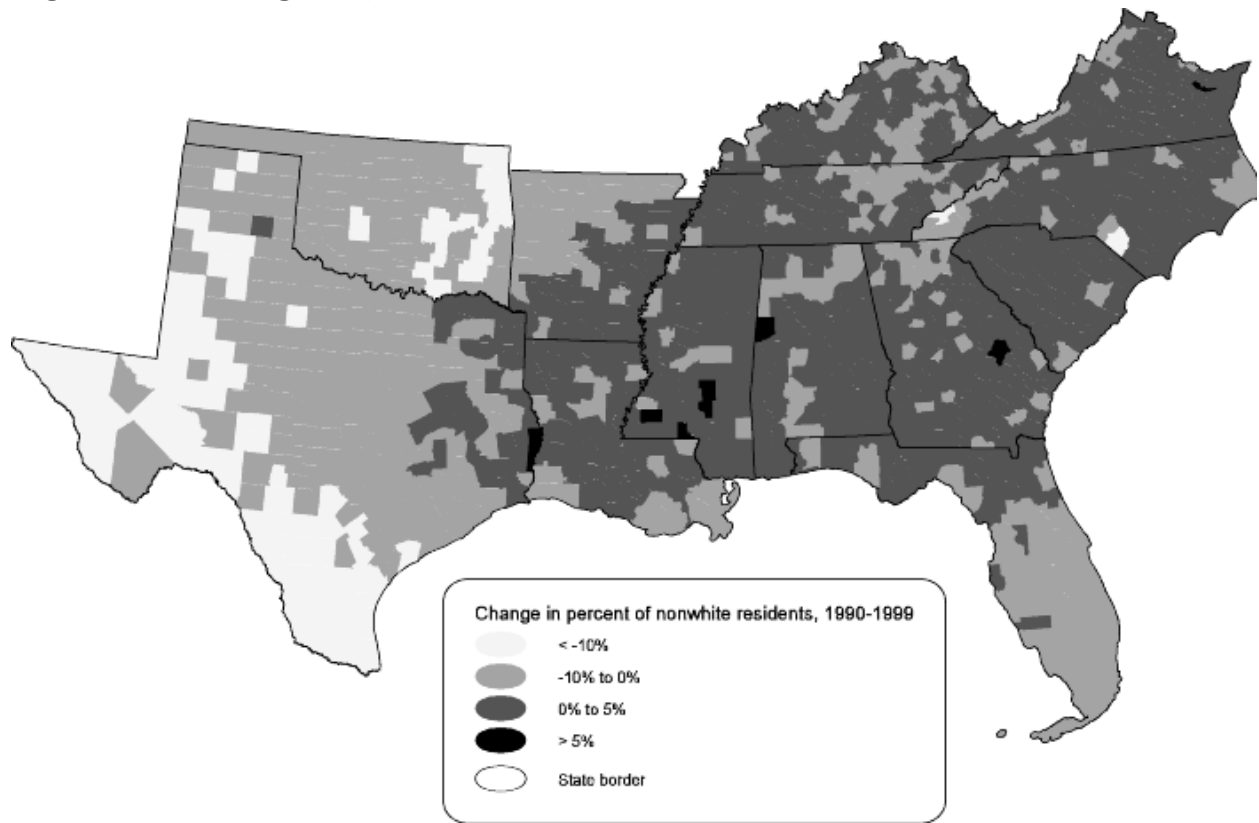 Change in percent of nonwhite residents, 1990-1999
< -10%
-10% to 0%
0% to 5%
> 5%
State border